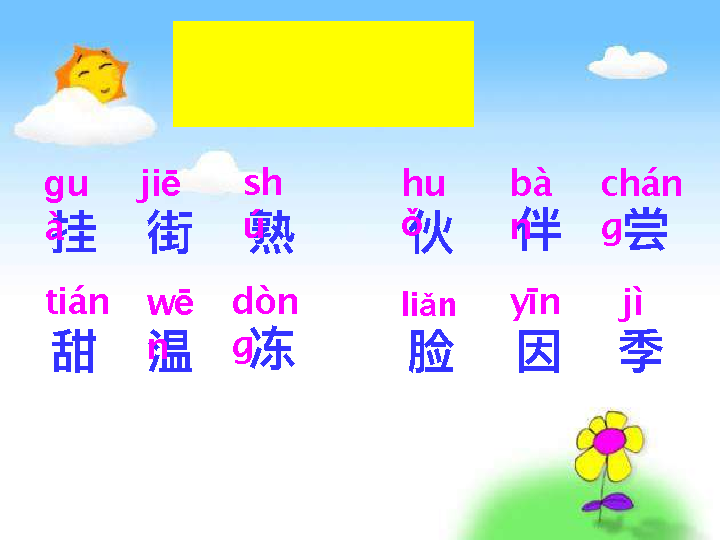 guà jiē shú huǒ bàn cháng
挂 街 熟 伙 伴 尝
tián wēn dòng liǎn yīn jì
甜 温 冻 脸 因 季